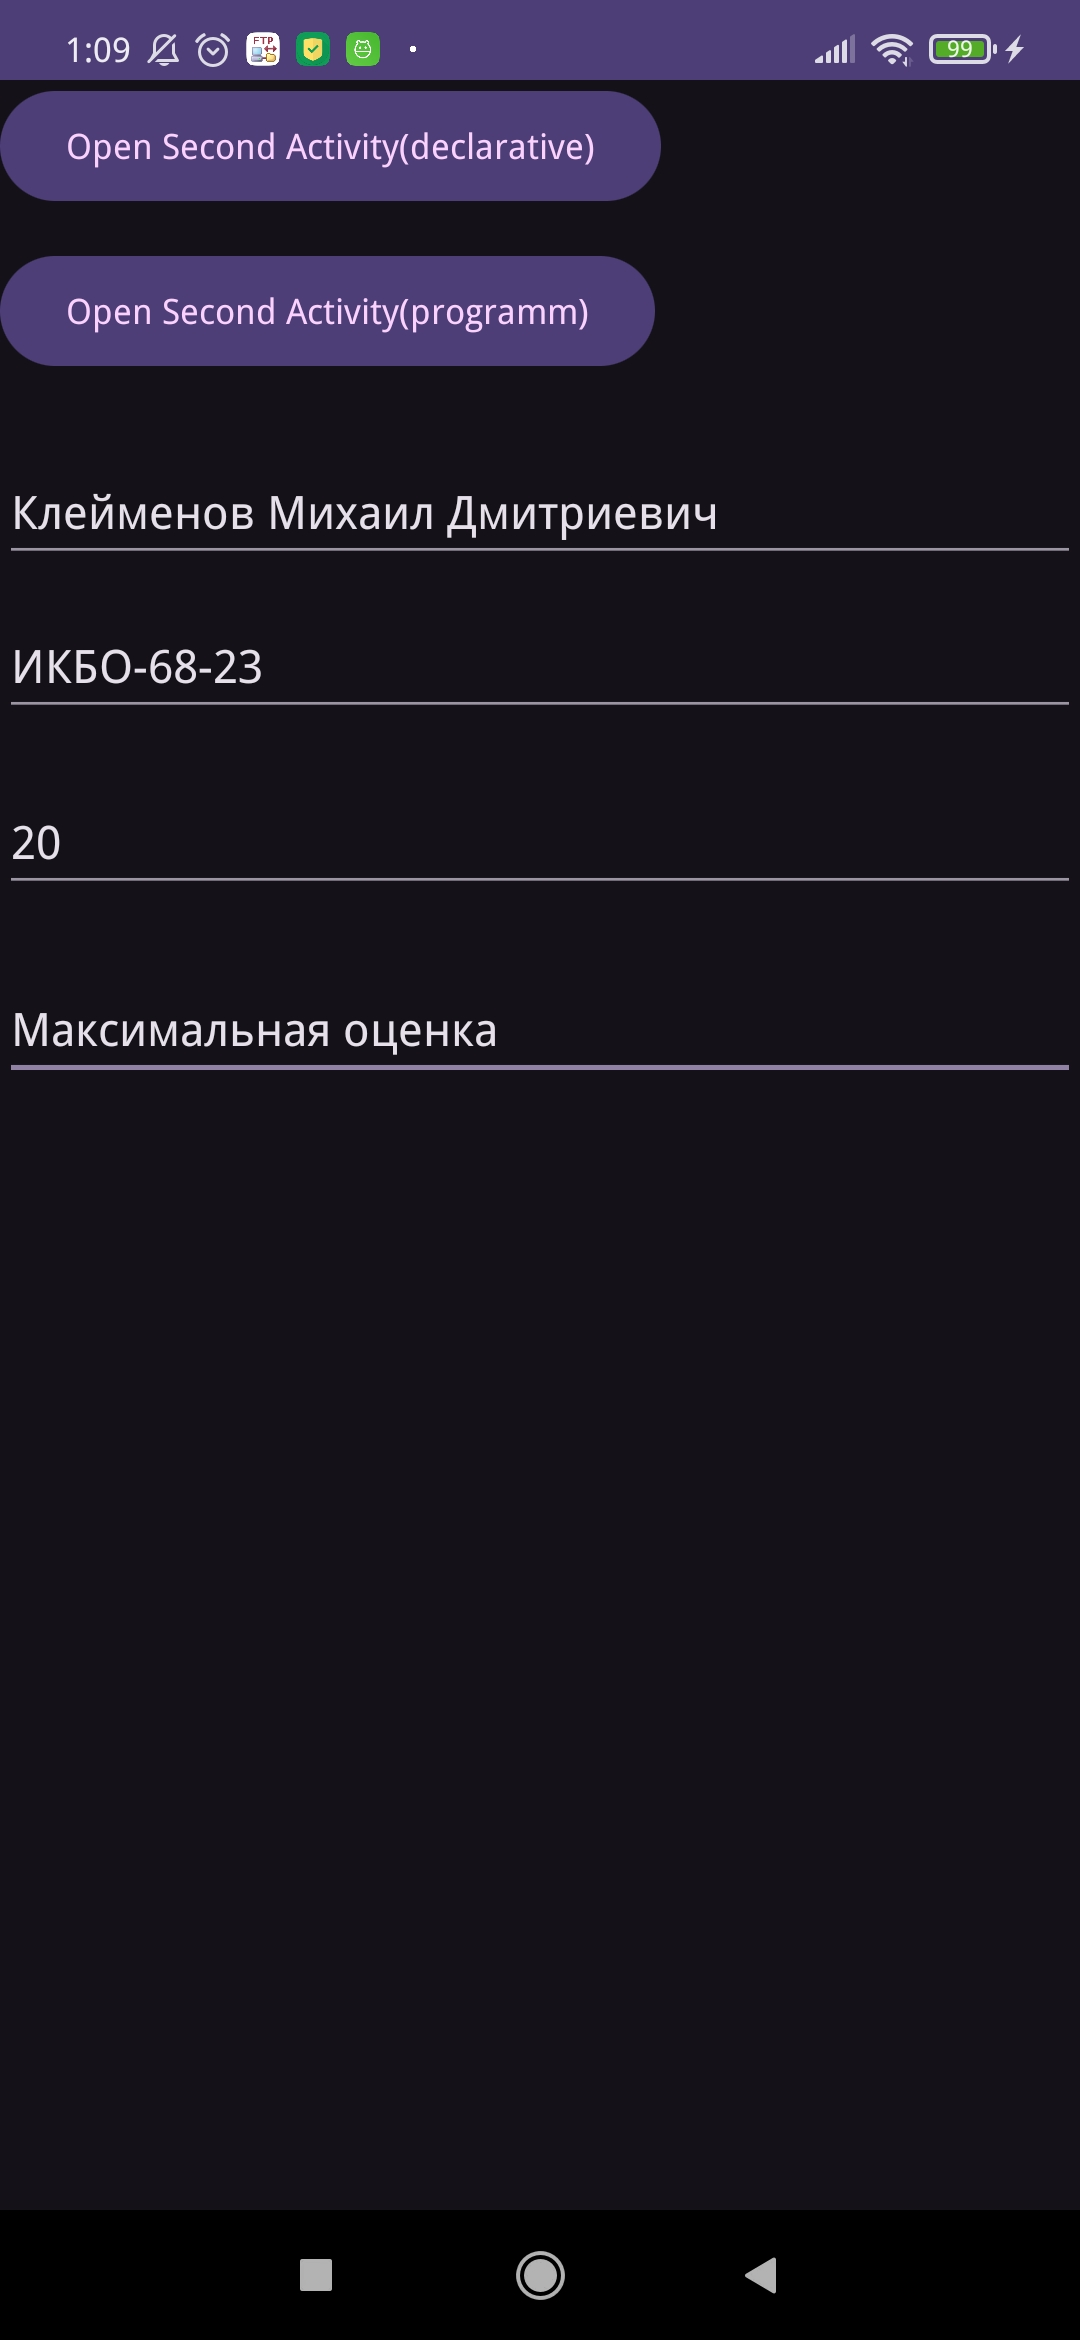 1:09
FTP
99
Open Second Activity(declarative)
Open Second Activity(programm)
Клейменов Михаил Дмитриевич
ИКБО-68-23
20
Максимальная оценка